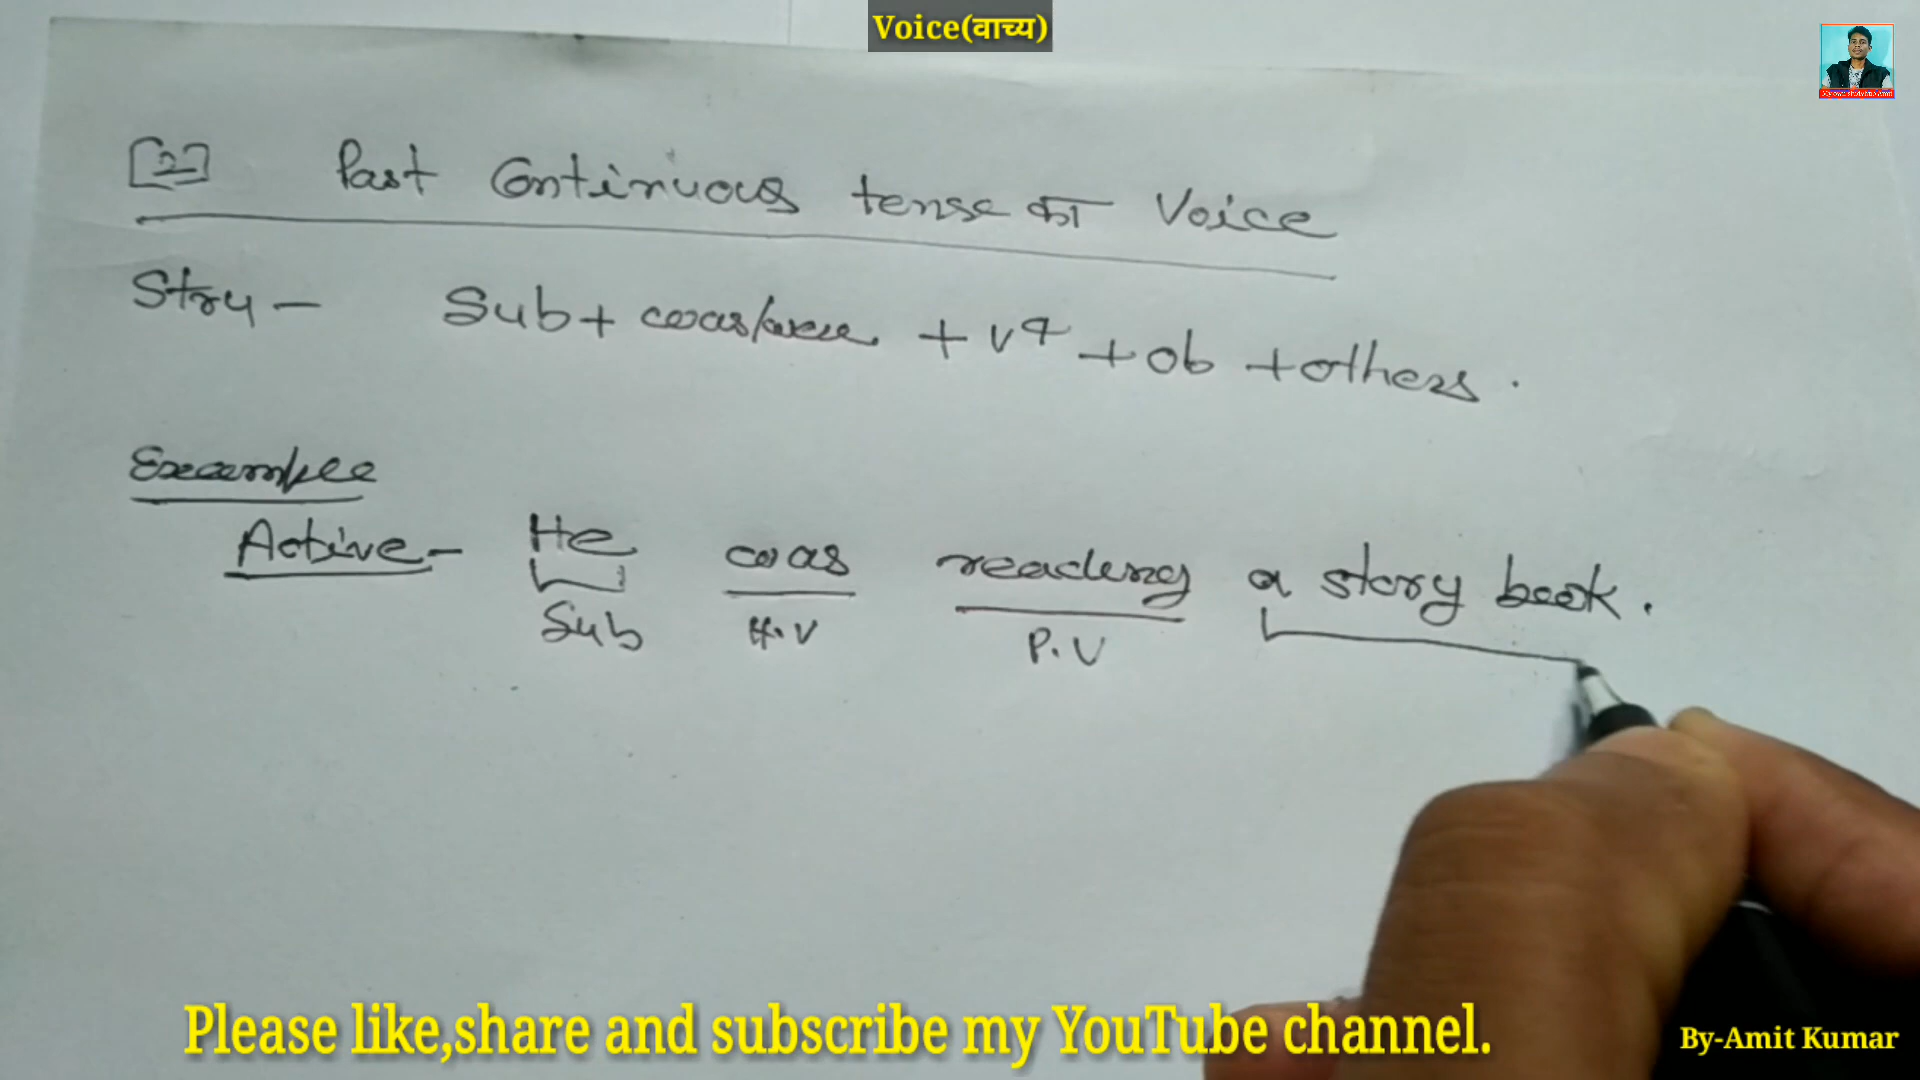 Voice(वाच्य)
[2] Past Continuous tense का Voice
Stru - Sub + was/were + v4 + ob + others.
Example
Active - He was reading a story book.
Sub H.V P.V
Please like,share and subscribe my YouTube channel.
By-Amit Kumar